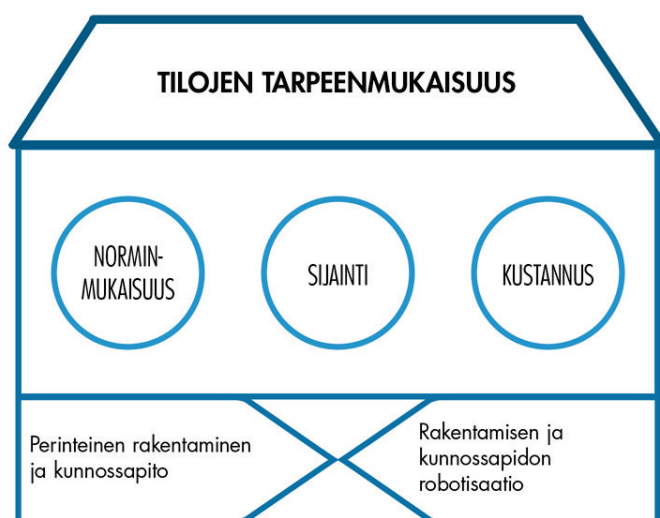 TILOJEN TARPEENMUKAISUUS
NORMIN-
MUKAISUUS
SIJAINTI
KUSTANNUS
Perinteinen rakentaminen
ja kunnossapito
Rakentamisen ja
kunnossapidon
robotisaatio